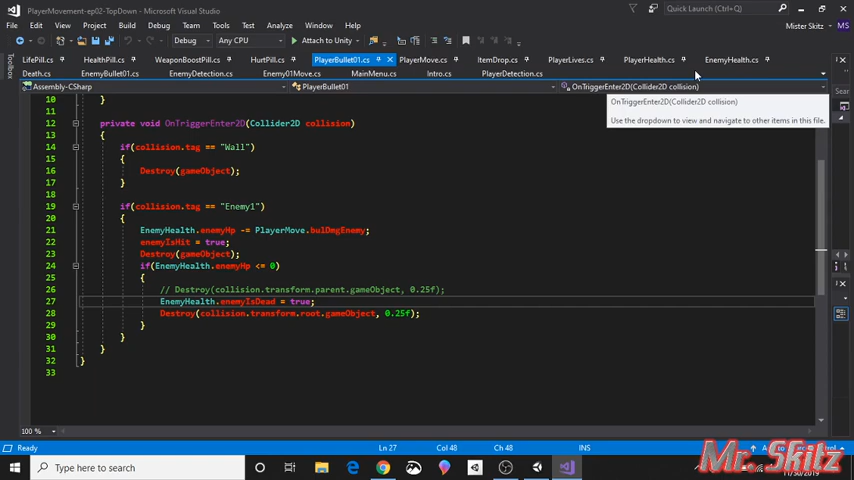 PlayerMovement-ep02-TopDown - Microsoft Visual Studio
Quick Launch (Ctrl+Q)
File Edit View Project Build Debug Team Tools Test Analyze Window Help
Mister Skitz MS
Debug Any CPU Attach to Unity
LifePill.cs HealthPill.cs WeaponBoostPill.cs HurtPill.cs PlayerBullet01.cs PlayerMove.cs ItemDrop.cs PlayerLives.cs PlayerHealth.cs EnemyHealth.cs
Death.cs EnemyBullet01.cs EnemyDetection.cs Enemy01Move.cs MainMenu.cs Intro.cs PlayerDetection.cs
Toolbox
Assembly-CSharp PlayerBullet01 OnTriggerEnter2D(Collider2D collision)
OnTriggerEnter2D(Collider2D collision)
Use the dropdown to view and navigate to other items in this file.
10 }
11
12 private void OnTriggerEnter2D(Collider2D collision)
13 {
14 if(collision.tag == "Wall")
15 {
16 Destroy(gameObject);
17 }
18
19 if(collision.tag == "Enemy1")
20 {
21 EnemyHealth.enemyHp -= PlayerMove.bulDmgEnemy;
22 enemyIsHit = true;
23 Destroy(gameObject);
24 if(EnemyHealth.enemyHp <= 0)
25 {
26 // Destroy(collision.transform.parent.gameObject, 0.25f);
27 EnemyHealth.enemyIsDead = true;
28 Destroy(collision.transform.root.gameObject, 0.25f);
29 }
30 }
31 }
32 }
33
100 %
Ready Ln 27 Col 48 Ch 48 INS
Type here to search
Mr. Skitz
11/30/2019